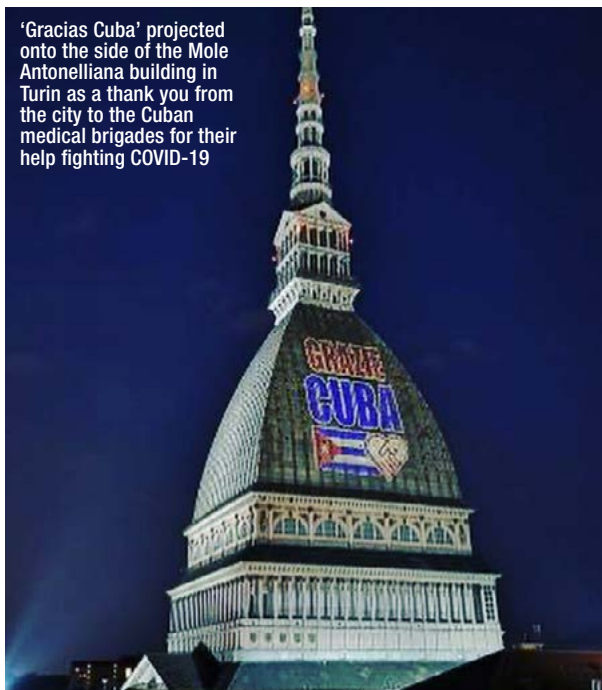 ‘Gracias Cuba’ projected
onto the side of the Mole
Antonelliana building in
Turin as a thank you from
the city to the Cuban
medical brigades for their
help fighting COVID-19
GRAZIE
CUBA